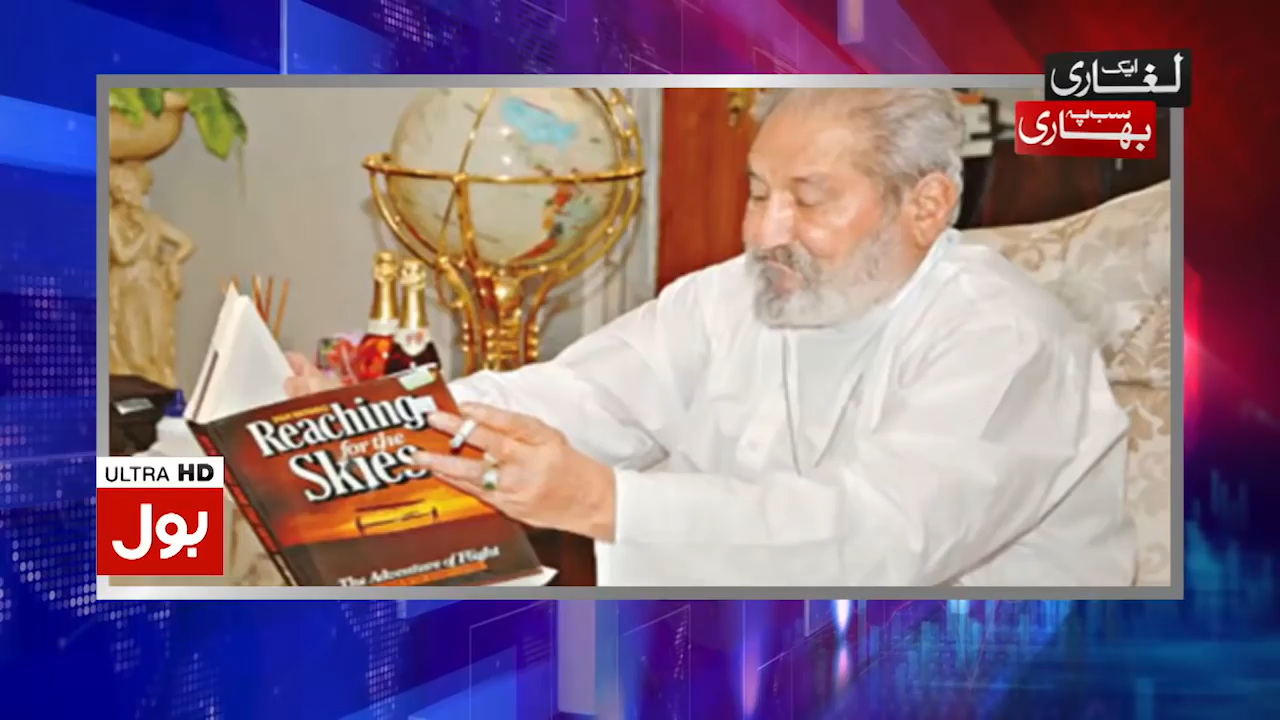 لغاری ایک
سب پہ بھاری
Reaching
for the
Skies
The Adventure of Flight
ULTRA HD
بول